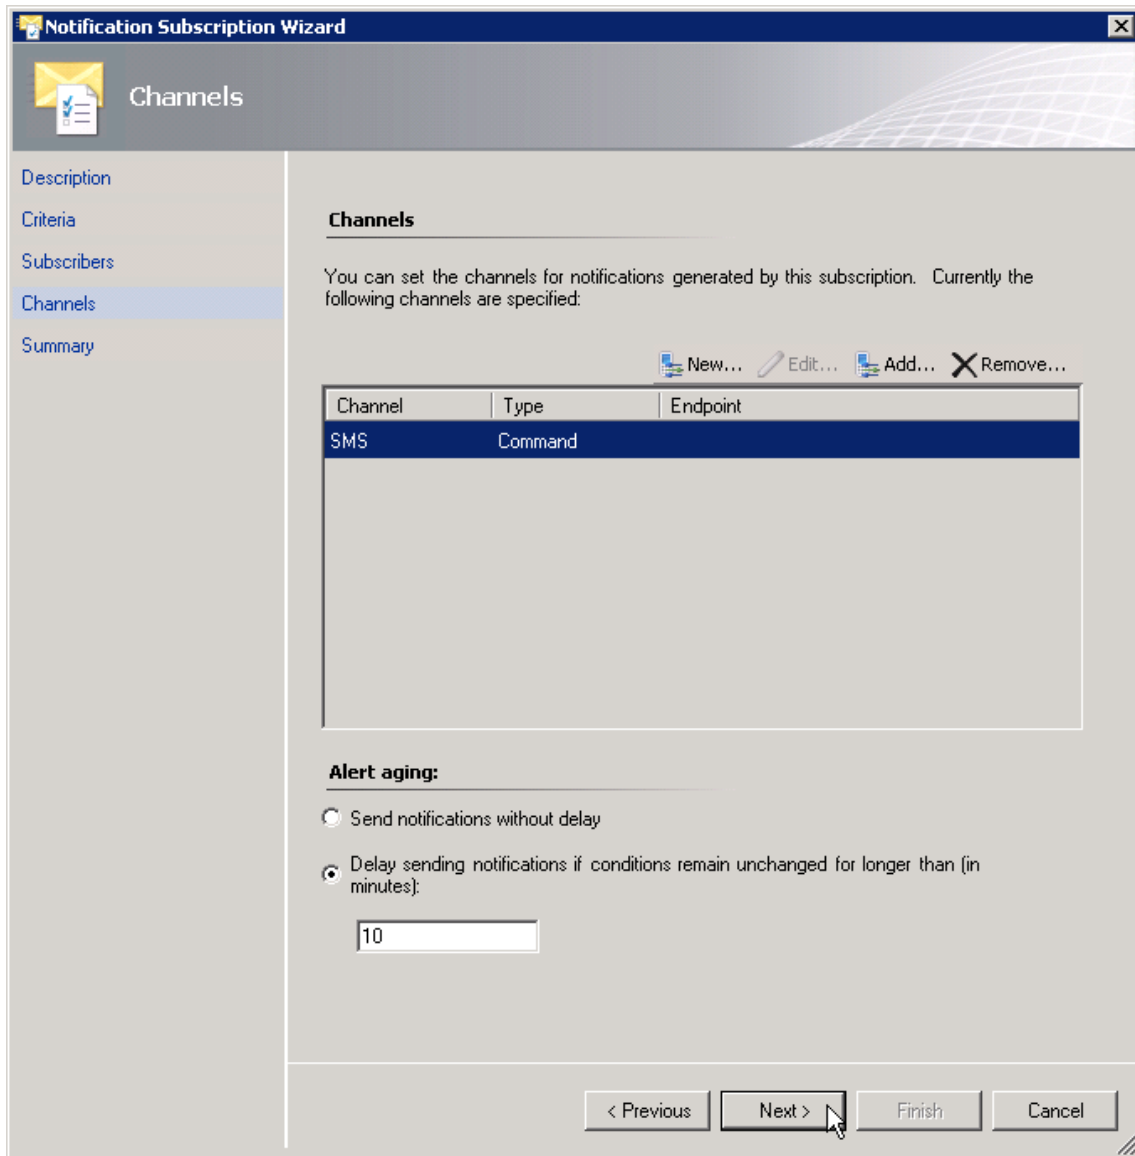 Notification Subscription Wizard
Channels
Description
Criteria
Subscribers
Channels
Summary
Channels
You can set the channels for notifications generated by this subscription. Currently the
following channels are specified:
New... Edit... Add... Remove...
Channel Type Endpoint
SMS Command
Alert aging:
Send notifications without delay
Delay sending notifications if conditions remain unchanged for longer than (in
minutes):
10
< Previous Next > Finish Cancel